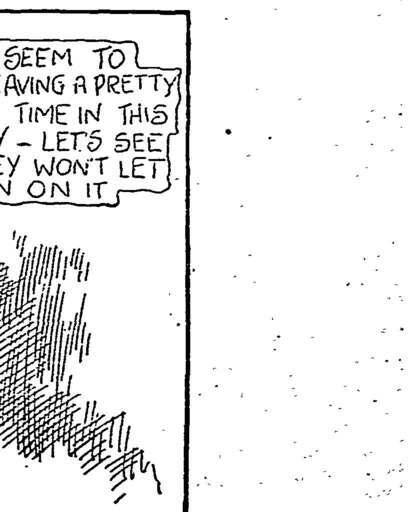 SEEM TO
AVING A PRETTY
TIME IN THIS
Y — LET'S SEE
EY WON'T LET
N ON IT